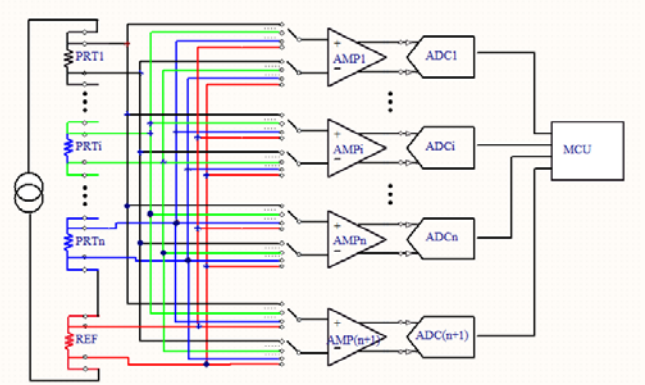 PRT1
+
AMP1
−
ADC1
PRTi
+
AMPi
−
ADCi
MCU
PRTn
+
AMPn
−
ADCn
REF
+
AMP(n+1)
−
ADC(n+1)